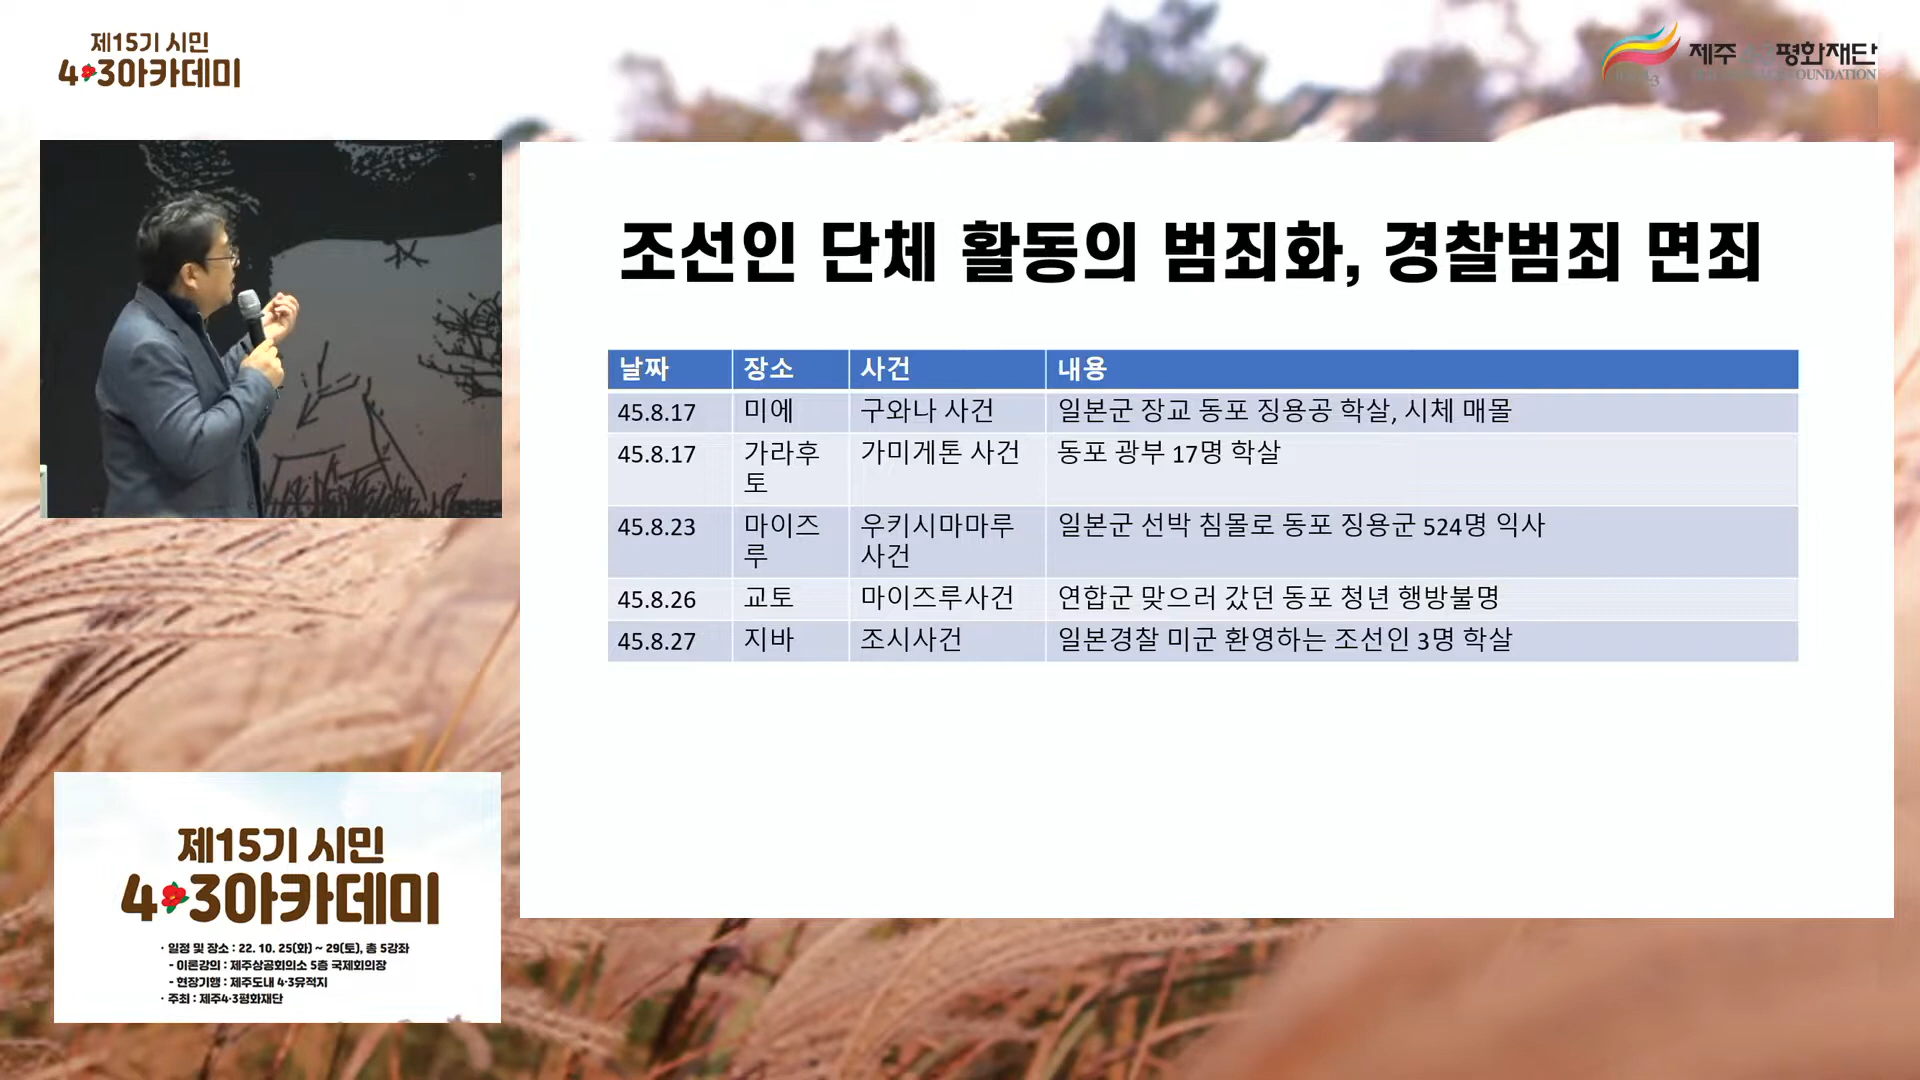 제15기 시민
4·3아카데미
제주 4·3평화재단
FOUNDATION
조선인 단체 활동의 범죄화, 경찰범죄 면죄
날짜 장소 사건 내용
45.8.17 미에 구와나 사건 일본군 장교 동포 징용공 학살, 시체 매몰
45.8.17 가라후 가미게톤 사건 동포 광부 17명 학살
토
45.8.23 마이즈 우키시마마루 일본군 선박 침몰로 동포 징용군 524명 익사
루 사건
45.8.26 교토 마이즈루사건 연합군 맞으러 갔던 동포 청년 행방불명
45.8.27 지바 조시사건 일본경찰 미군 환영하는 조선인 3명 학살
제15기 시민
4·3아카데미
· 일정 및 장소 : 22. 10. 25(화) ~ 29(토), 총 5강좌
- 이론강의 : 제주상공회의소 5층 국제회의장
- 현장기행 : 제주도내 4·3유적지
· 주최 : 제주4·3평화재단